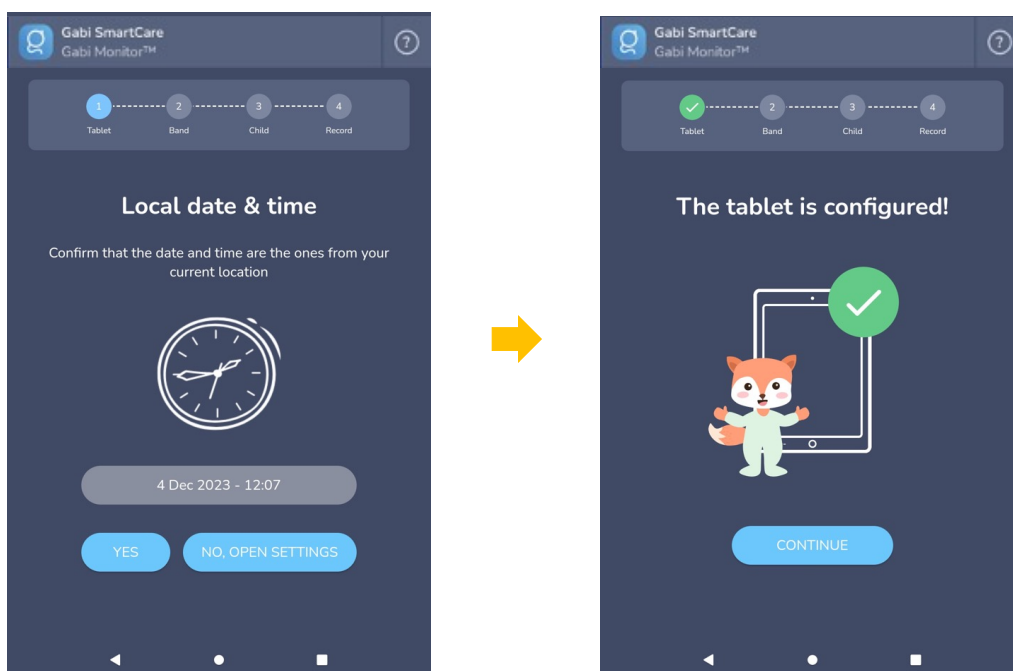 Gabi SmartCare
Gabi Monitor™
?
1
2
3
4
Tablet
Band
Child
Record
Local date & time
Confirm that the date and time are the ones from your
current location
4 Dec 2023 - 12:07
YES
NO, OPEN SETTINGS
Gabi SmartCare
Gabi Monitor™
?
2
3
4
Tablet
Band
Child
Record
The tablet is configured!
CONTINUE